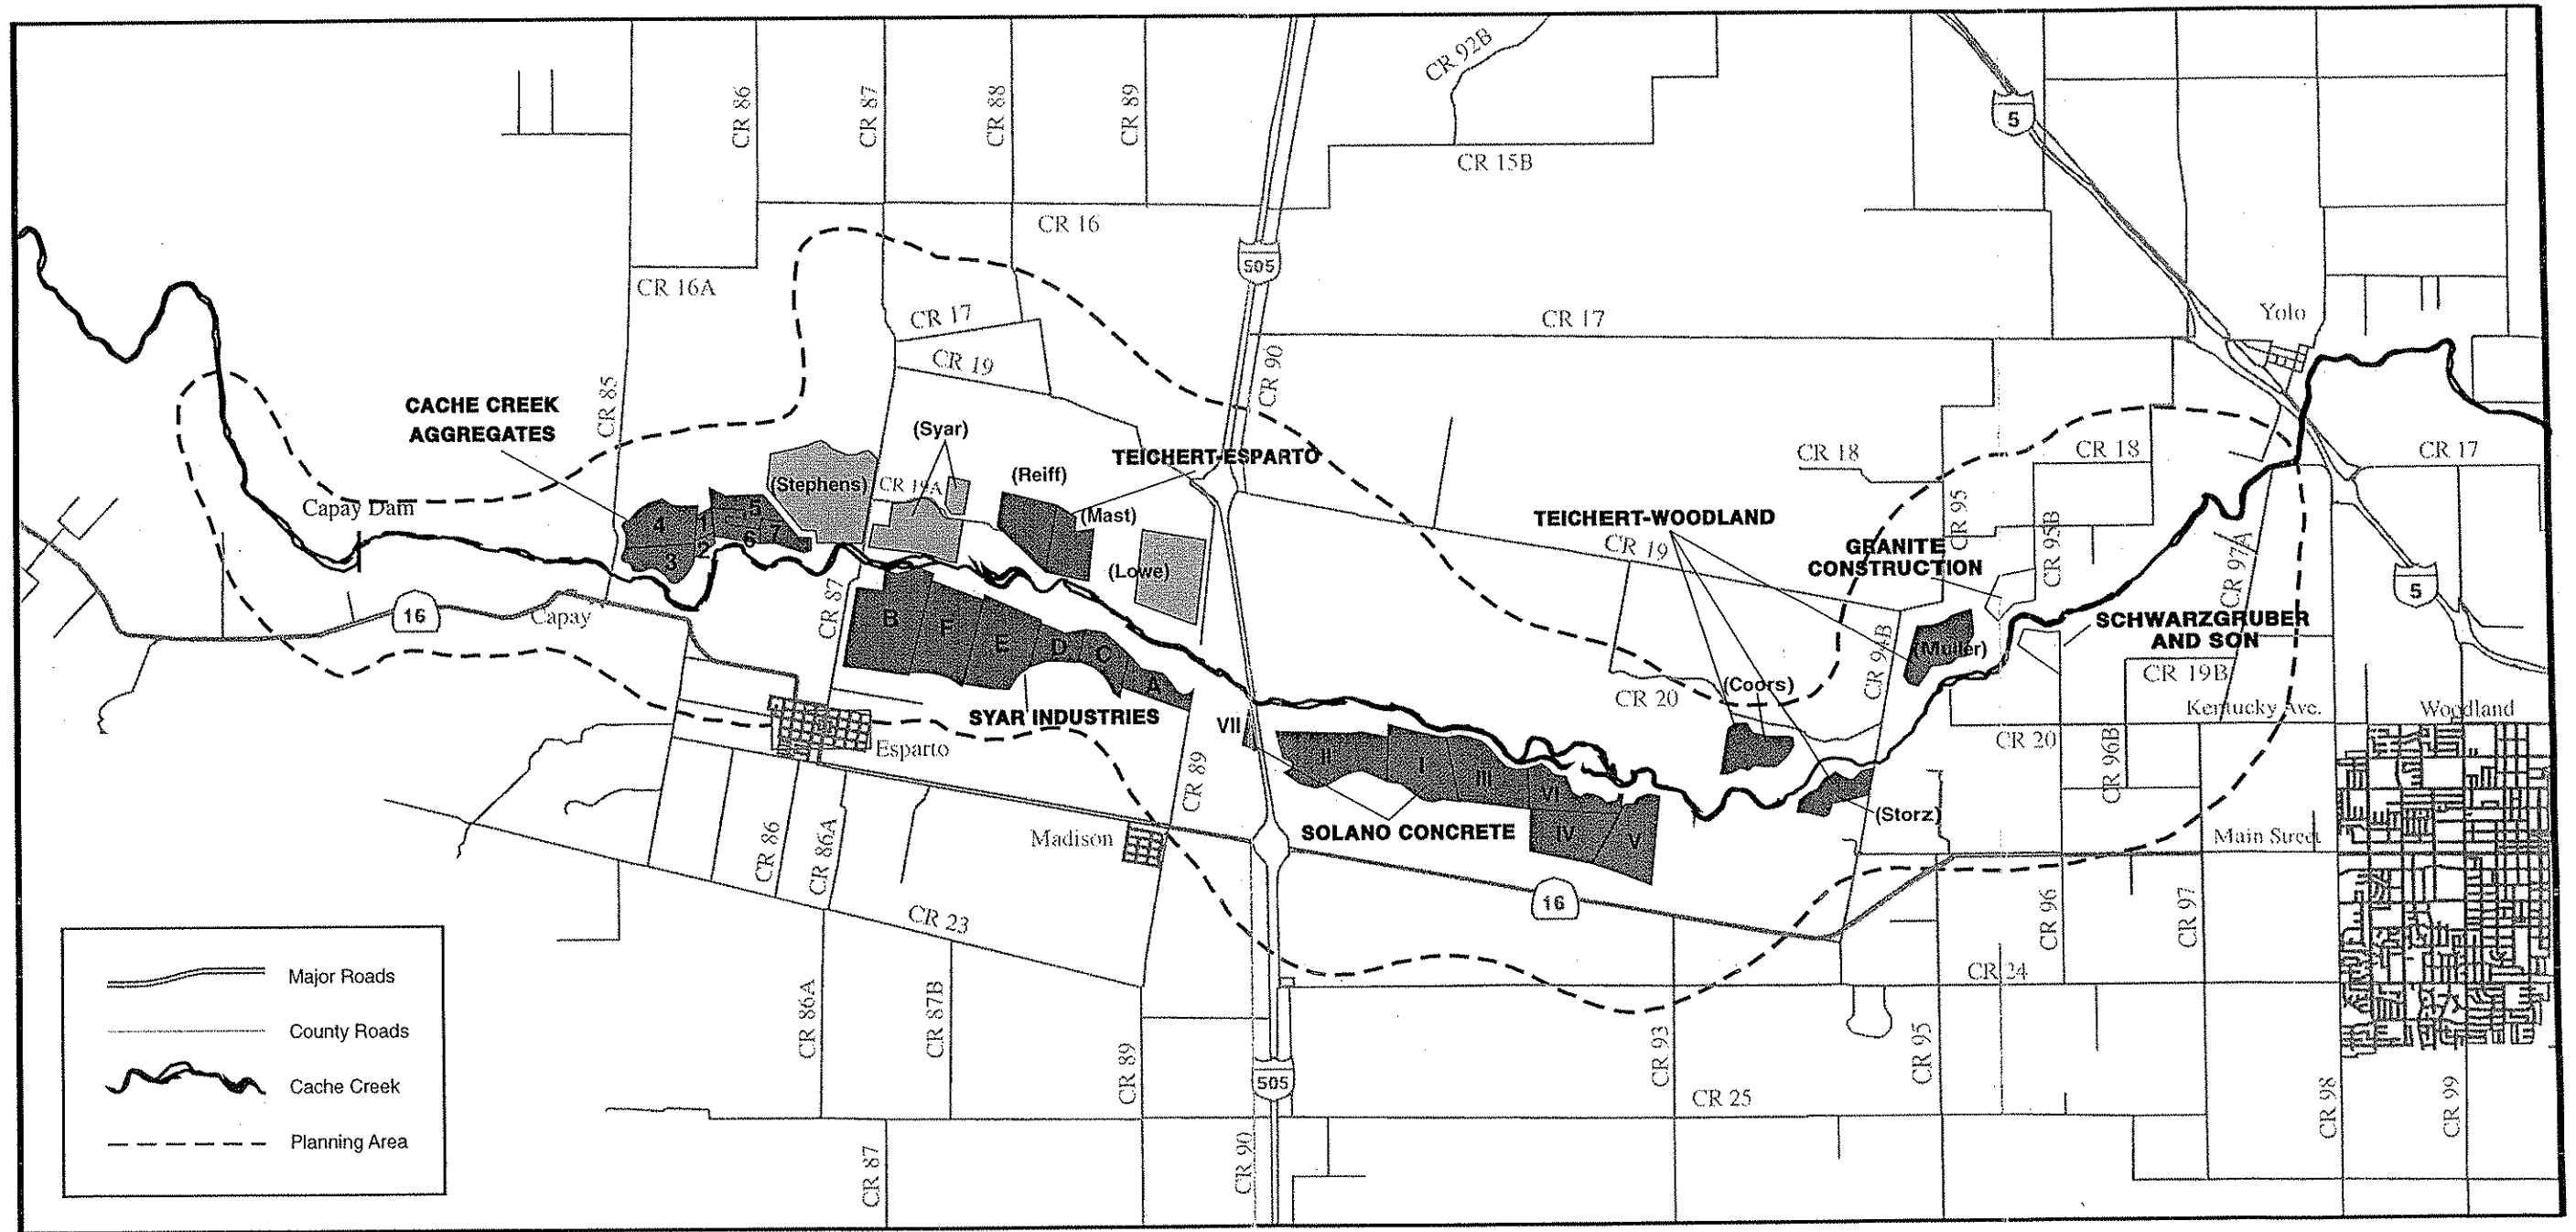 CR 92B
CR 86
CR 87
CR 88
CR 89
5
CR 15B
CR 16
505
CR 16A
CR 17
CR 17
Yolo
CR 19
CR 90
CR 85
CACHE CREEK
AGGREGATES
(Syar)
TEICHERT-ESPARTO
CR 18
CR 18
CR 17
(Stephens)
CR 19A
(Reiff)
(Mast)
Capay Dam
4
1
5
2
6
7
3
TEICHERT-WOODLAND
CR 19
CR 95
CR 95B
GRANITE
CONSTRUCTION
CR 97A
(Lowe)
5
16
Capay
CR 87
B
F
E
D
C
A
SCHWARZGRUBER
AND SON
(Muller)
CR 94B
CR 19B
(Coors)
CR 20
Kentucky Ave.
Woodland
SYAR INDUSTRIES
VII
CR 20
Esparto
CR 89
II
I
III
VI
IV
V
CR 96B
(Storz)
SOLANO CONCRETE
Madison
Main Street
CR 86
CR 86A
16
CR 23
CR 96
CR 97
CR 24
CR 86A
CR 87B
CR 89
505
CR 93
CR 95
CR 25
CR 98
CR 99
CR 87
CR 90
Major Roads
County Roads
Cache Creek
Planning Area